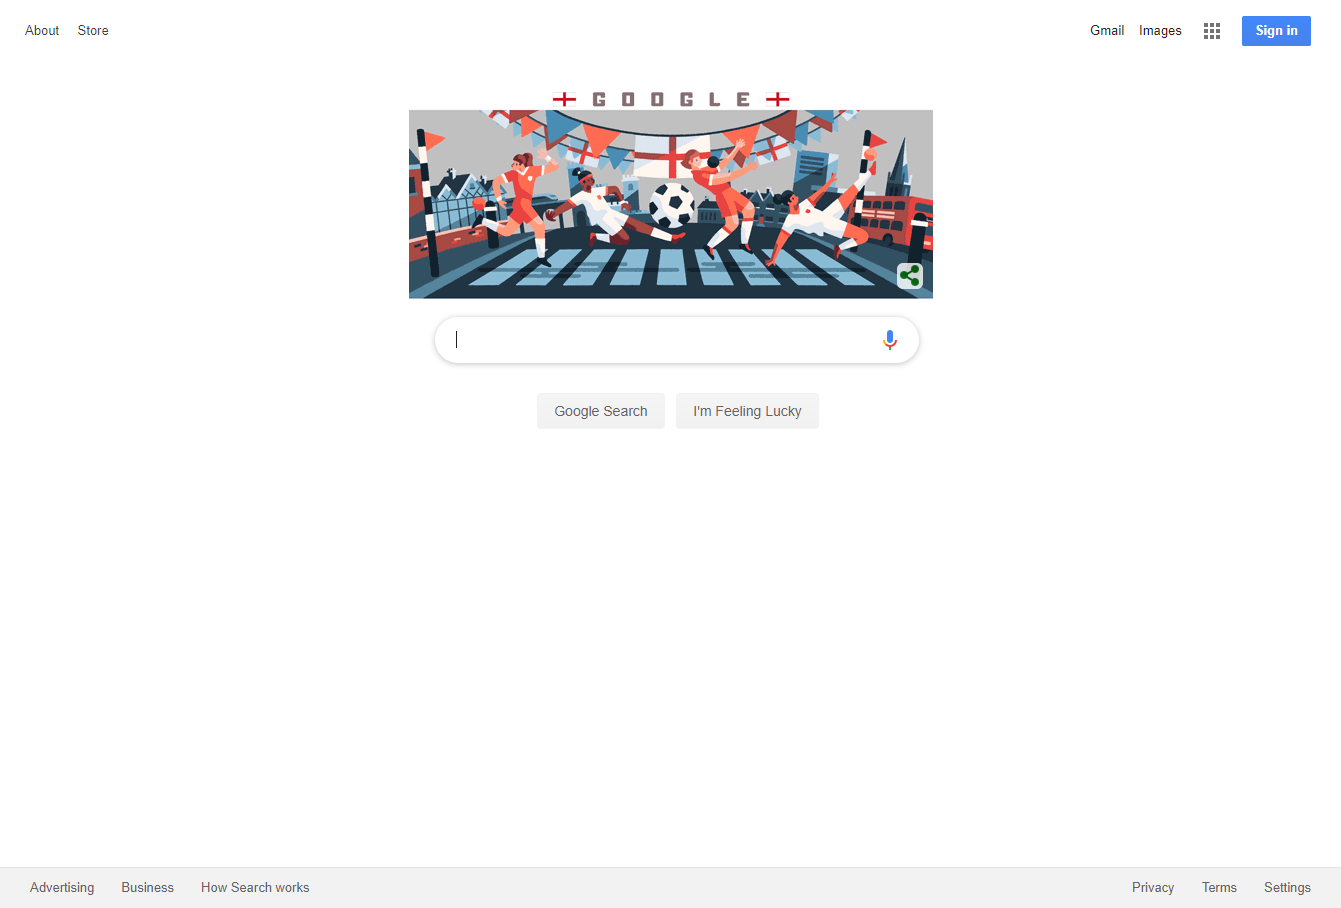 About Store
Gmail Images Sign in
GOOGLE
Google Search I'm Feeling Lucky
Advertising Business How Search works
Privacy Terms Settings